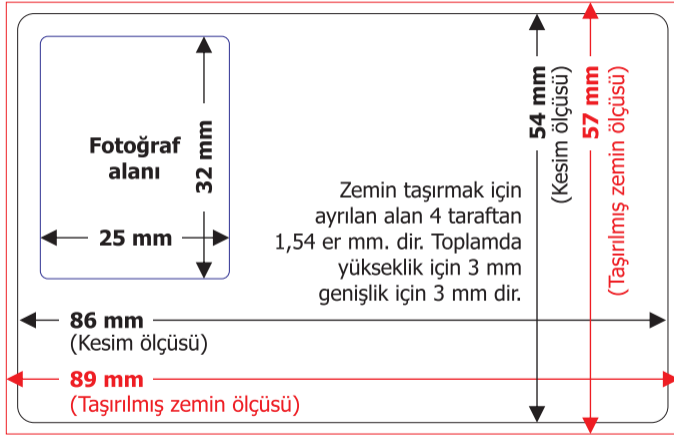 Fotoğraf
alanı
32 mm
25 mm
Zemin taşırmak için
ayrılan alan 4 taraftan
1,54 er mm. dir. Toplamda
yükseklik için 3 mm
genişlik için 3 mm dir.
54 mm
(Kesim ölçüsü)
57 mm
(Taşırılmış zemin ölçüsü)
86 mm
(Kesim ölçüsü)
89 mm
(Taşırılmış zemin ölçüsü)